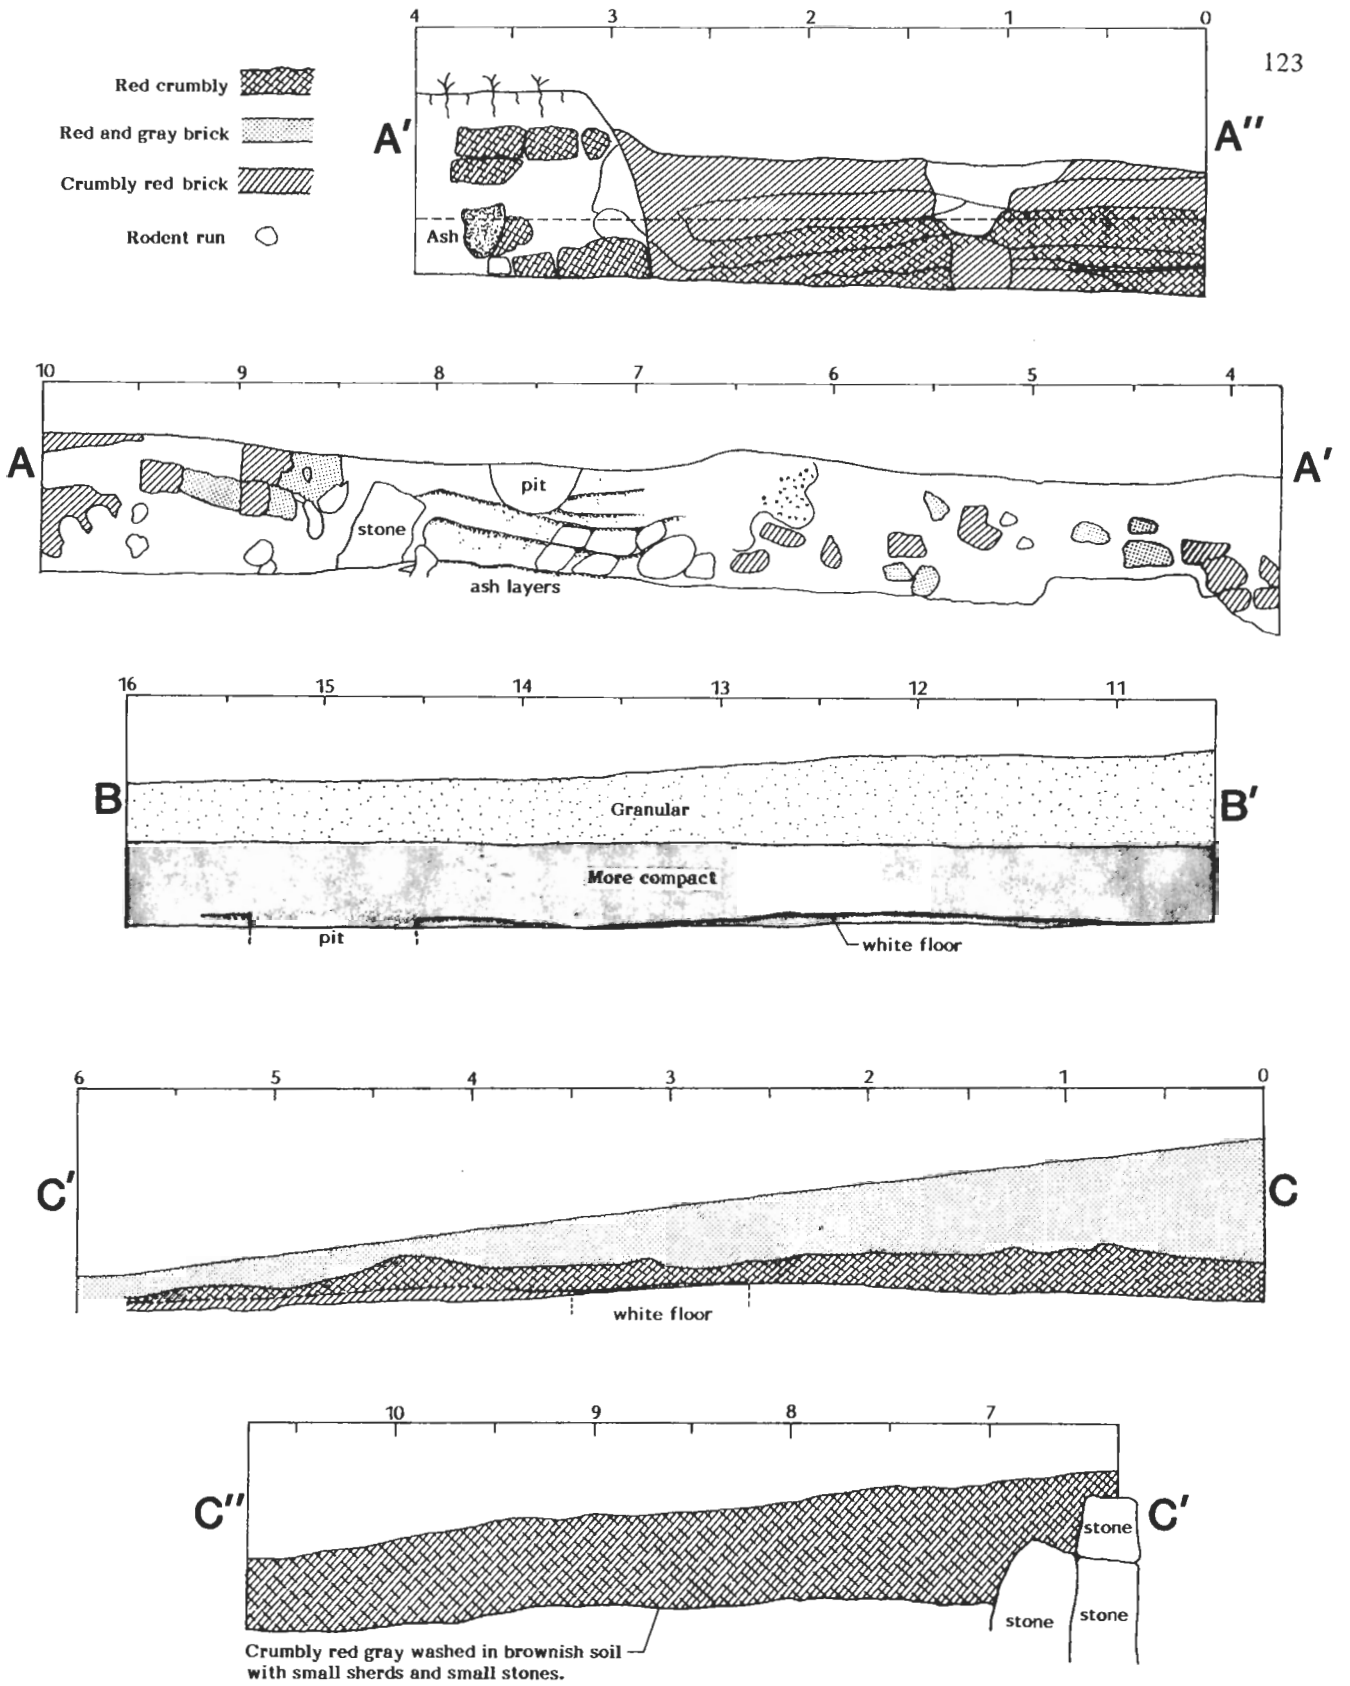 4 3 2 1 0
123
Red crumbly
Red and gray brick
Crumbly red brick
Rodent run
A' A''
Ash
10 9 8 7 6 5 4
A A'
pit
stone
ash layers
16 15 14 13 12 11
B B'
Granular
More compact
pit
white floor
6 5 4 3 2 1 0
C' C
white floor
10 9 8 7
C'' C'
stone
stone
stone
Crumbly red gray washed in brownish soil
with small sherds and small stones.